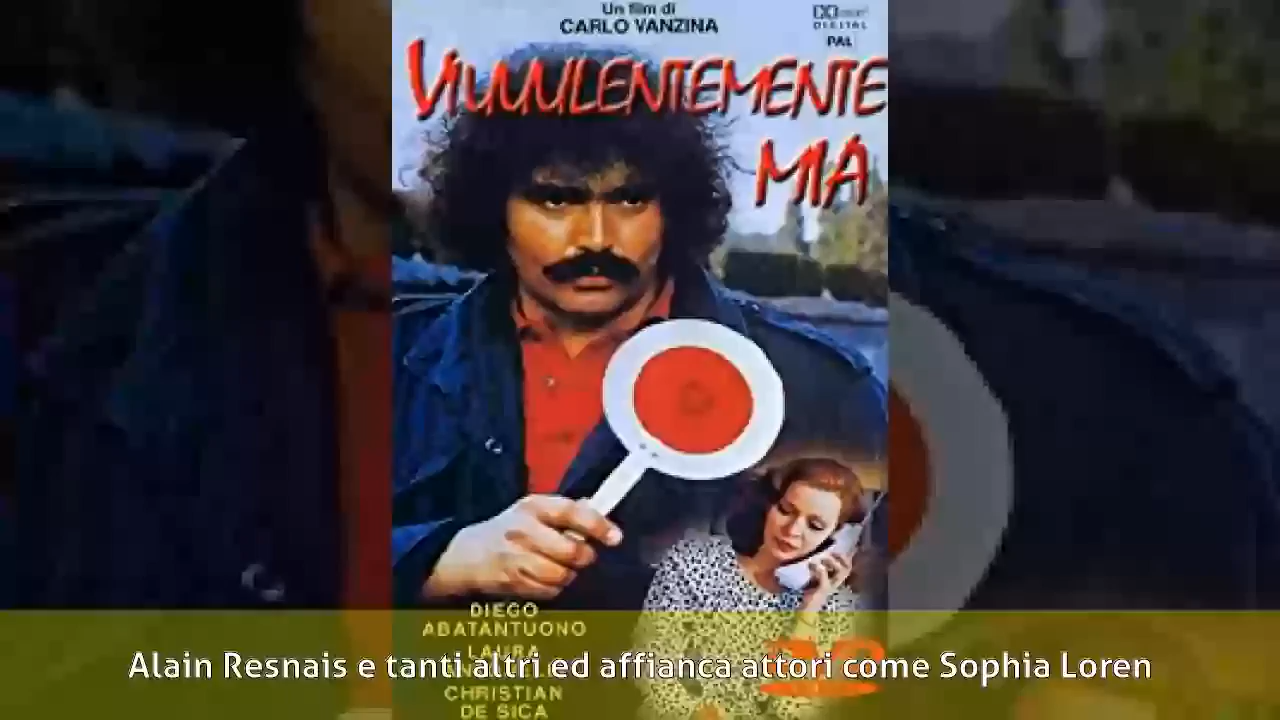 Un film di
CARLO VANZINA
DIGITAL
PAL
VIUUULENTEMENTE
MIA
DIEGO
ABATANTUONO
LAURA
CHRISTIAN
DE SICA
Alain Resnais e tanti altri ed affianca attori come Sophia Loren